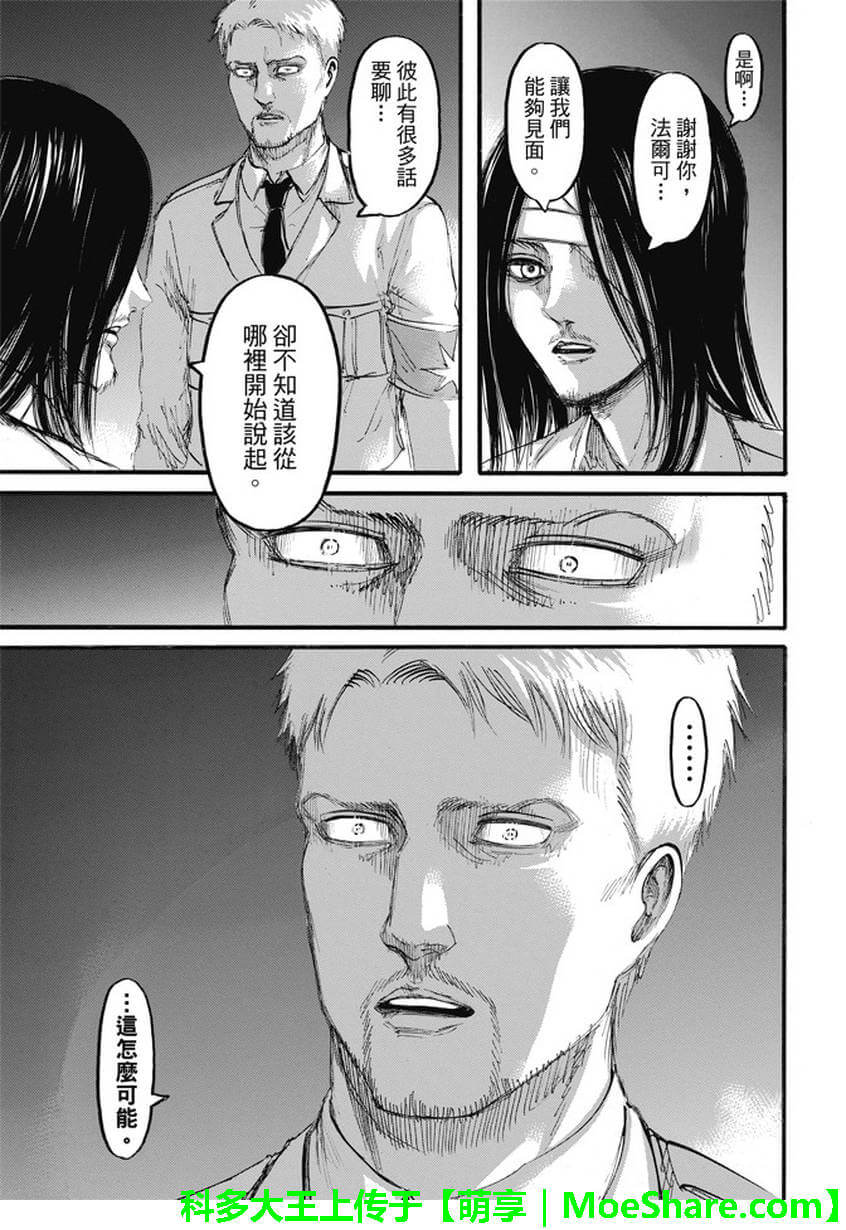 是啊…
謝謝你，
法爾可…
讓我們
能夠見面。
彼此有很多話
要聊…
卻不知道該從
哪裡開始說起。
……
…這怎麼可能。
科多大王上传于【萌享｜MoeShare.com】